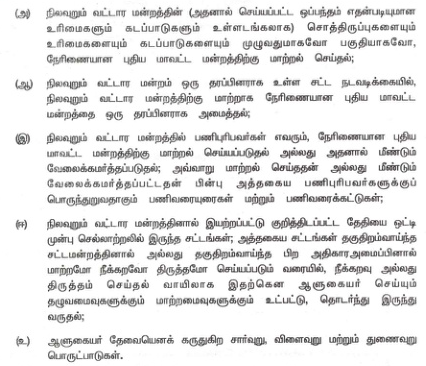 (அ) நிலவுறும் வட்டார மன்றத்தின் (அதனால் செய்யப்பட்ட ஒப்பந்தம் எதன்படியுமான
உரிமைகளும் கடப்பாடுகளும் உள்ளடங்கலாக) சொத்திருப்புகளையும்
உரிமைகளையும் கடப்பாடுகளையும் முழுவதுமாகவோ பகுதியாகவோ,
நேரிணையான புதிய மாவட்ட மன்றத்திற்கு மாற்றல் செய்தல்;
(ஆ) நிலவுறும் வட்டார மன்றம் ஒரு தரப்பினராக உள்ள சட்ட நடவடிக்கையில்,
நிலவுறும் வட்டார மன்றத்திற்கு மாற்றாக நேரிணையான புதிய மாவட்ட
மன்றத்தை ஒரு தரப்பினராக அமைத்தல்;
(இ) நிலவுறும் வட்டார மன்றத்தில் பணிபுரிபவர்கள் எவரும், நேரிணையான புதிய
மாவட்ட மன்றத்திற்கு மாற்றல் செய்யப்படுதல் அல்லது அதனால் மீண்டும்
வேலைக்கமர்த்தப்படுதல்; அவ்வாறு மாற்றல் செய்ததன் அல்லது மீண்டும்
வேலைக்கமர்த்தப்பட்டதன் பின்பு அத்தகைய பணிபுரிபவர்களுக்குப்
பொருந்துறுவதாகும் பணிவரையுரைகள் மற்றும் பணிவரைக்கட்டுகள்;
(ஈ) நிலவுறும் வட்டார மன்றத்தினால் இயற்றப்பட்டு குறித்திடப்பட்ட தேதியை ஒட்டி
முன்பு செல்லாற்றலில் இருந்த சட்டங்கள்; அத்தகைய சட்டங்கள் தகுதிறம்வாய்ந்த
சட்டமன்றத்தினால் அல்லது தகுதிறம்வாய்ந்த பிற அதிகாரஅமைப்பினால்
மாற்றமோ நீக்கறவோ திருத்தமோ செய்யப்படும் வரையில், நீக்கறவு அல்லது
திருத்தம் செய்தல் வாயிலாக இதற்கென ஆளுகையர் செய்யும்
தழுவமைவுகளுக்கும் மாற்றமைவுகளுக்கும் உட்பட்டு, தொடர்ந்து இருந்து
வருதல்;
(உ) ஆளுகையர் தேவையெனக் கருதுகிற சார்வுறு, விளைவுறு மற்றும் துணைவுறு
பொருட்பாடுகள்.